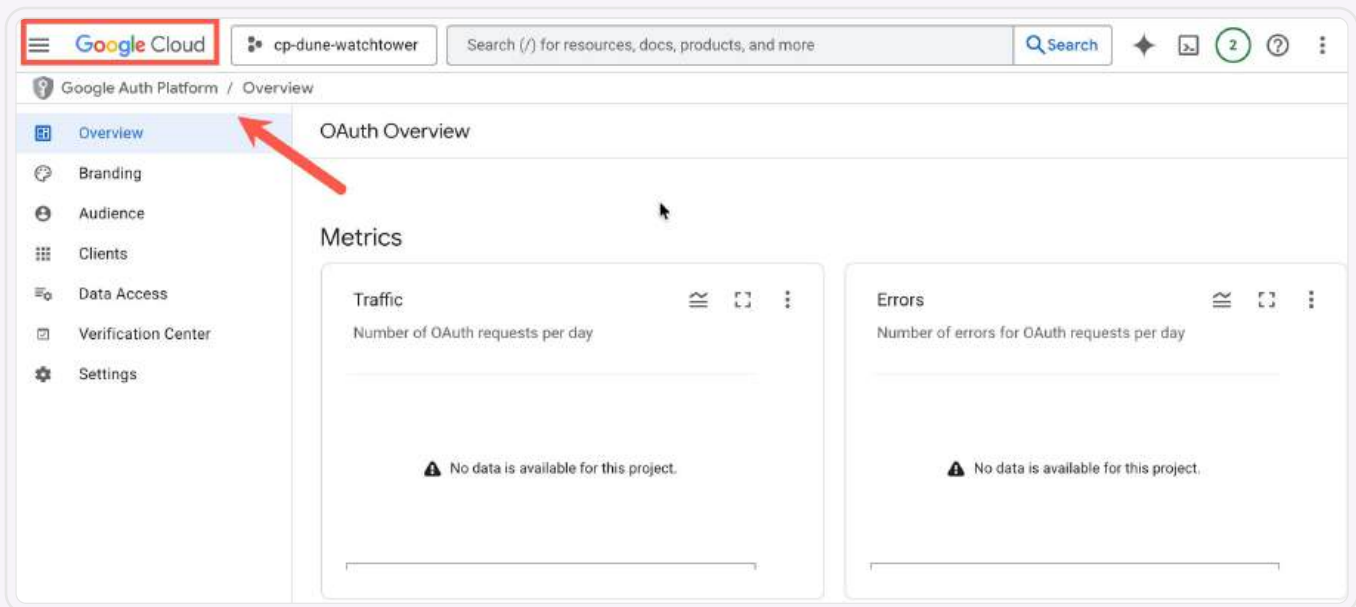 Google Cloud cp-dune-watchtower Search (/) for resources, docs, products, and more Search 2
Google Auth Platform / Overview
Overview
Branding
Audience
Clients
Data Access
Verification Center
Settings
OAuth Overview
Metrics
Traffic
Number of OAuth requests per day
No data is available for this project.
Errors
Number of errors for OAuth requests per day
No data is available for this project.